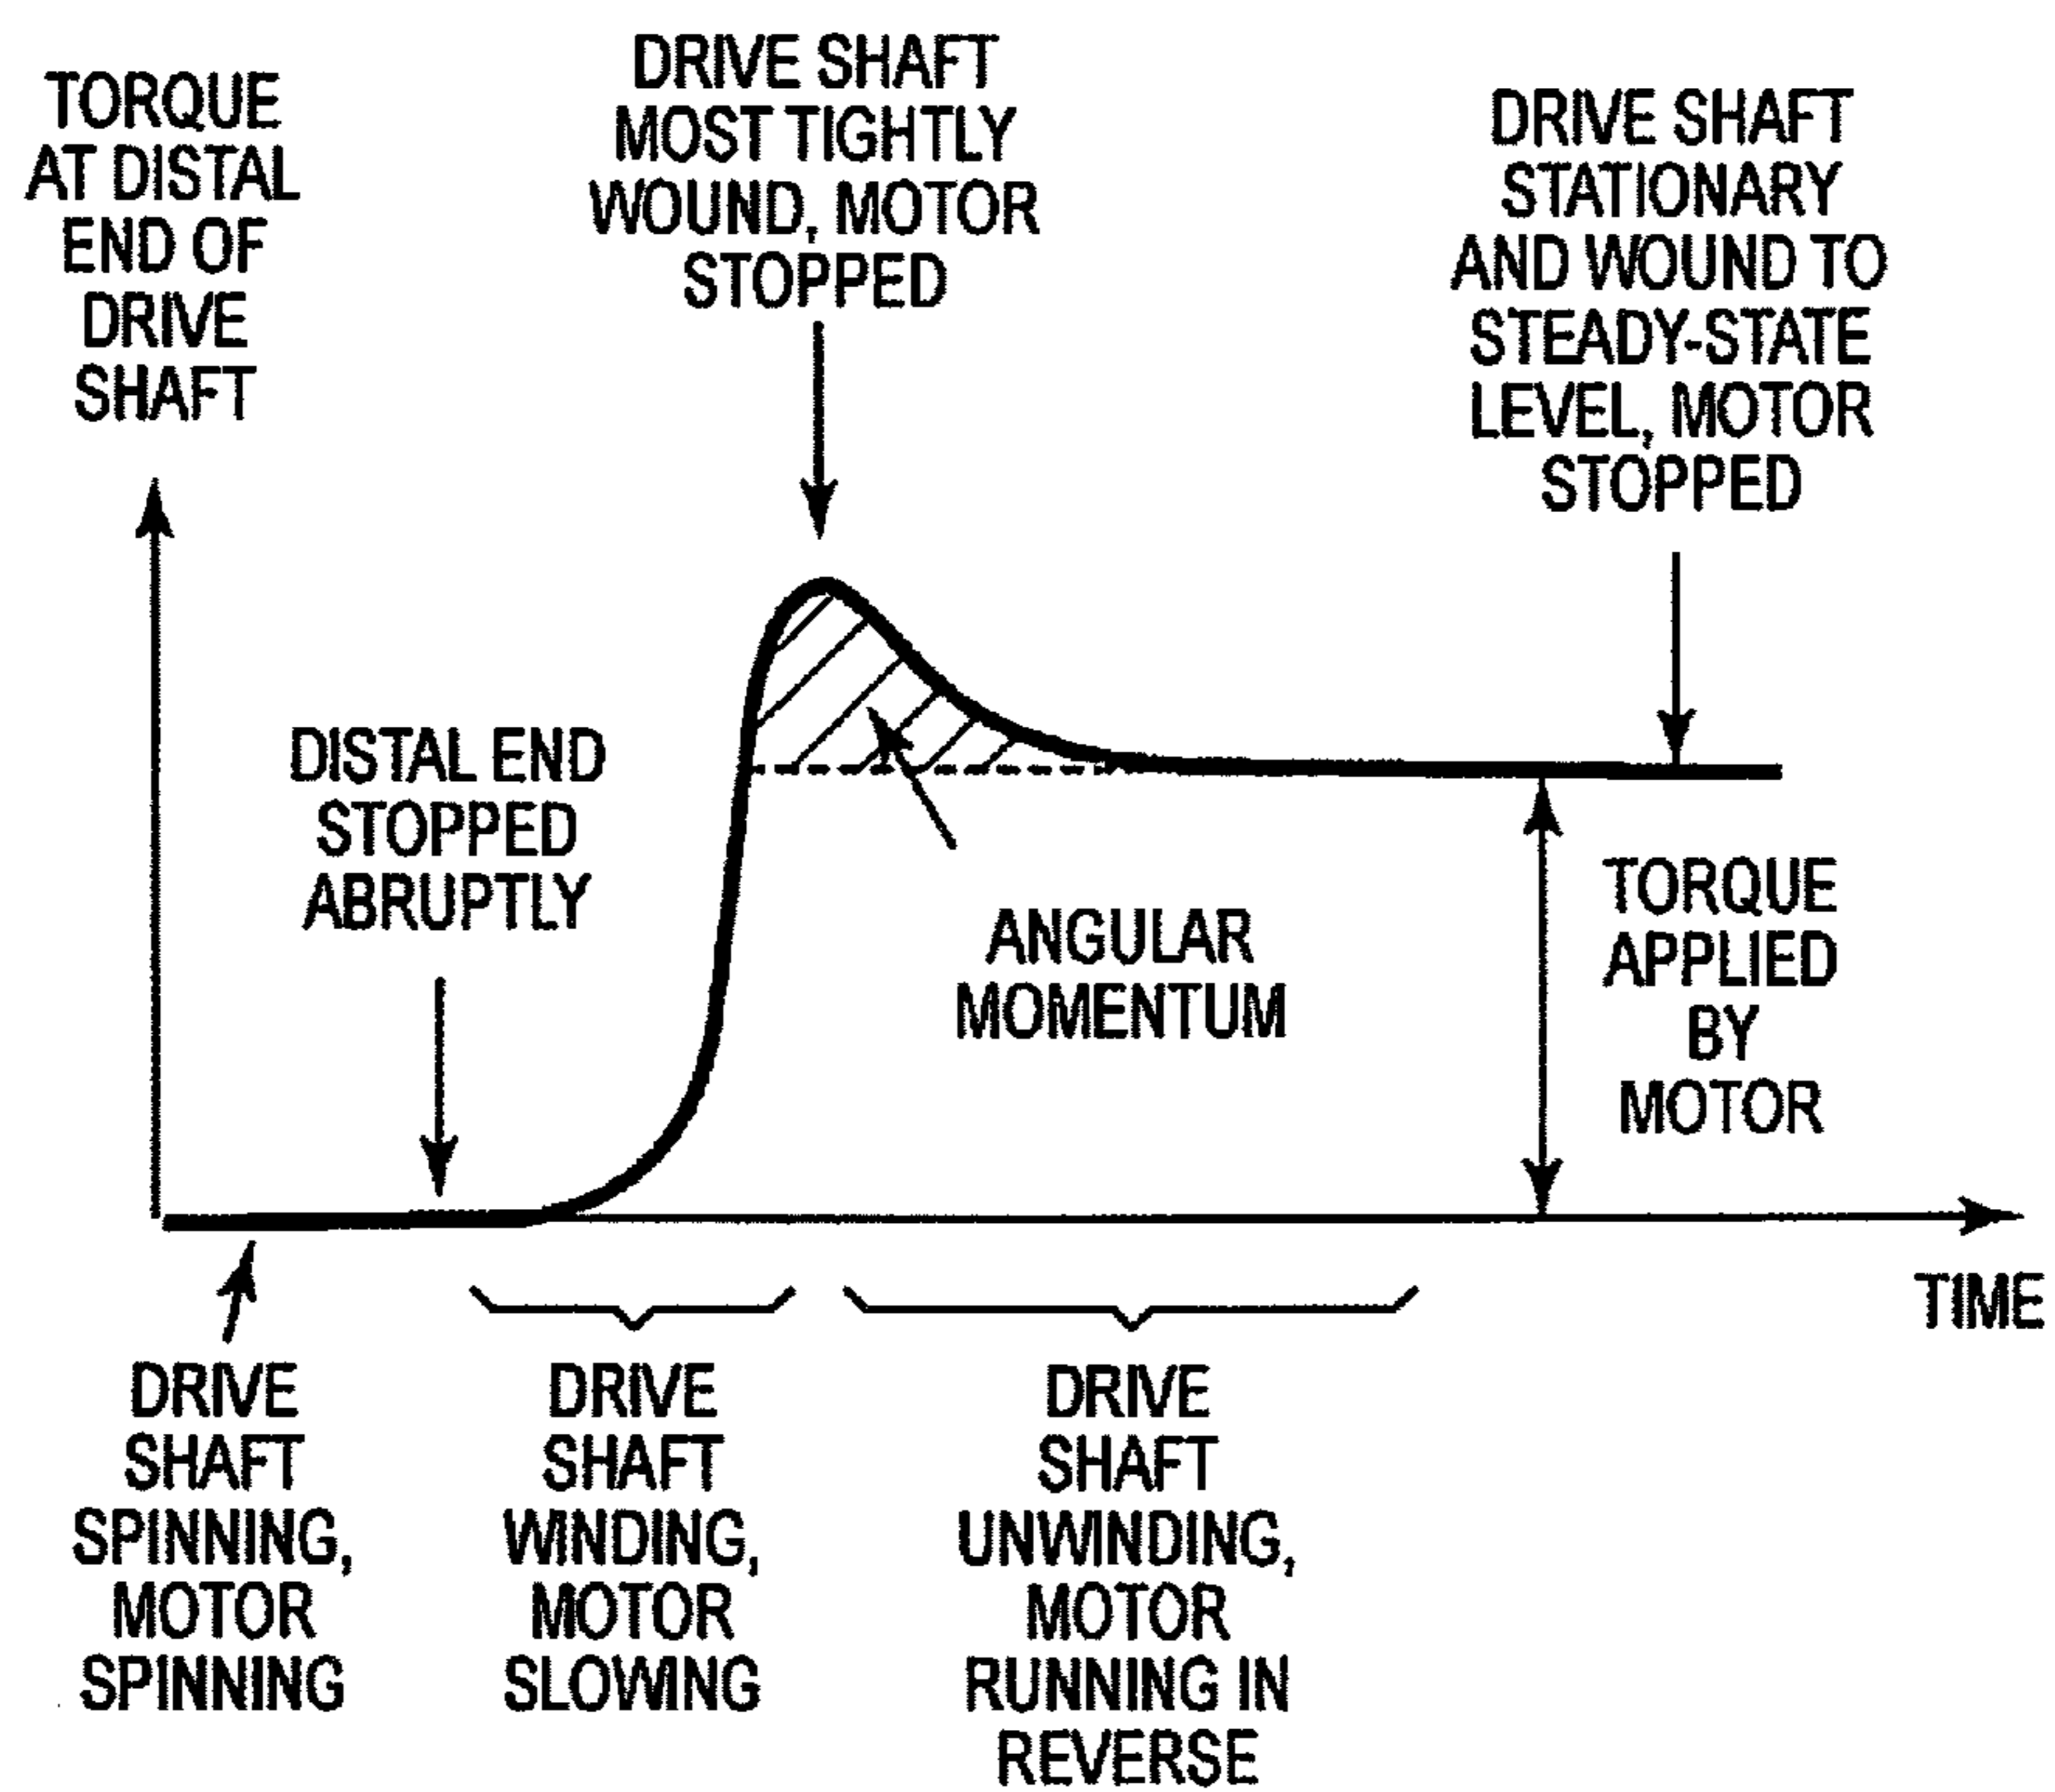 TORQUE
AT DISTAL
END OF
DRIVE
SHAFT
DRIVE SHAFT
MOST TIGHTLY
WOUND, MOTOR
STOPPED
DRIVE SHAFT
STATIONARY
AND WOUND TO
STEADY-STATE
LEVEL, MOTOR
STOPPED
DISTAL END
STOPPED
ABRUPTLY
ANGULAR
MOMENTUM
TORQUE
APPLIED
BY
MOTOR
TIME
DRIVE
SHAFT
SPINNING,
MOTOR
SPINNING
DRIVE
SHAFT
WINDING,
MOTOR
SLOWING
DRIVE
SHAFT
UNWINDING,
MOTOR
RUNNING IN
REVERSE